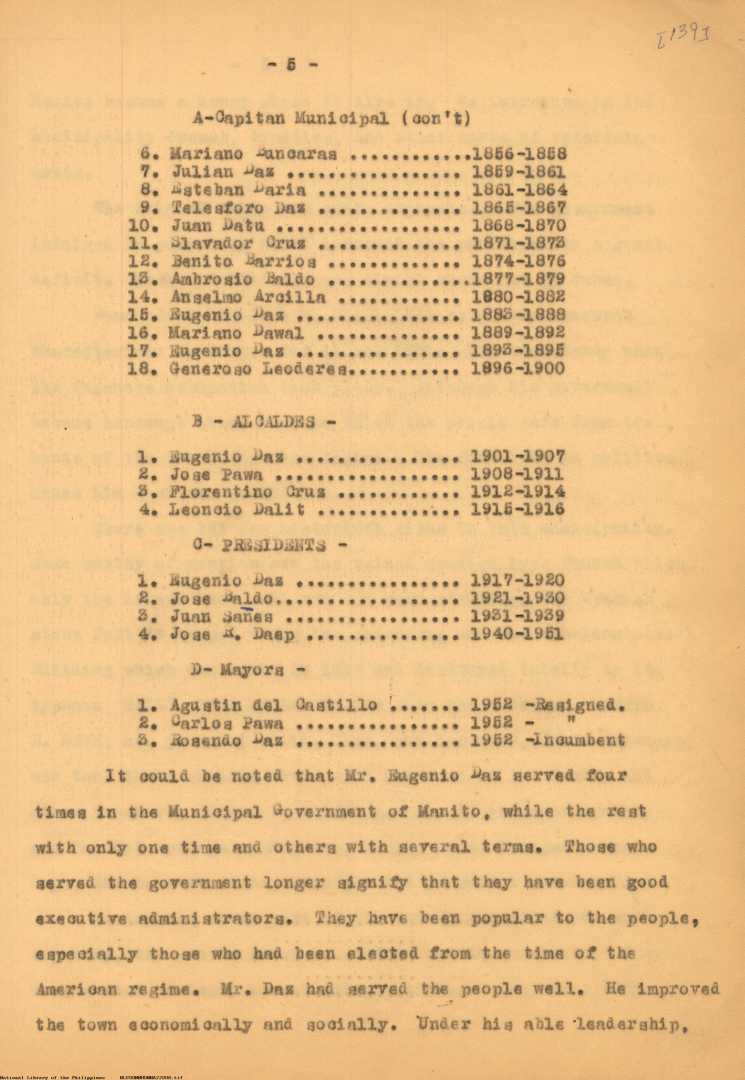 [139]
- 5 -
A-Capitan Municipal (con't)
6. Mariano Buncaras ............1856-1858
7. Julian Daz ................. 1859-1861
8. Esteban Daria .............. 1861-1864
9. Telesforo Daz .............. 1865-1867
10. Juan Datu .................. 1868-1870
11. Slavador Cruz .............. 1871-1873
12. Benito Barrios ............. 1874-1876
13. Ambrosio Baldo ..............1877-1879
14. Anselmo Arcilla ............ 1880-1882
15. Eugenio Daz ................ 1883-1888
16. Mariano Dawal .............. 1889-1892
17. Eugenio Daz ................ 1893-1895
18. Generoso Leoderes........... 1896-1900
B - ALCALDES -
1. Eugenio Daz ................ 1901-1907
2. Jose Pawa .................. 1908-1911
3. Florentino Cruz ............ 1912-1914
4. Leoncio Dalit .............. 1915-1916
C- PRESIDENTS -
1. Eugenio Daz ................ 1917-1920
2. Jose Baldo.................. 1921-1930
3. Juan Sañes ................. 1931-1939
4. Jose R. Daep ............... 1940-1951
D- Mayors -
1. Agustin del Castillo ....... 1952 -Resigned.
2. Carlos Pawa ................ 1952 - "
3. Rosendo Daz ................ 1952 -Incumbent
It could be noted that Mr. Eugenio Daz served four
times in the Municipal Government of Manito, while the rest
with only one time and others with several terms. Those who
served the government longer signify that they have been good
executive administrators. They have been popular to the people,
especially those who had been elected from the time of the
American regime. Mr. Daz had served the people well. He improved
the town economically and socially. Under his able leadership,
National Library of the Philippines